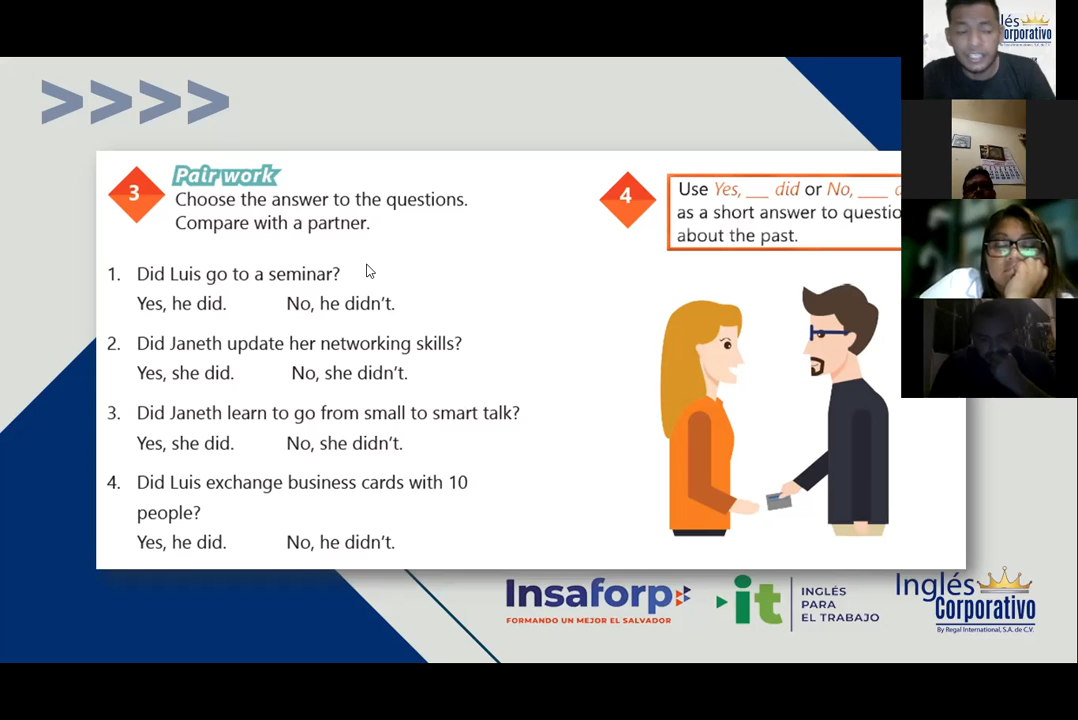 >>>>
3
Pair work
Choose the answer to the questions.
Compare with a partner.
1. Did Luis go to a seminar?
Yes, he did. No, he didn't.
2. Did Janeth update her networking skills?
Yes, she did. No, she didn't.
3. Did Janeth learn to go from small to smart talk?
Yes, she did. No, she didn't.
4. Did Luis exchange business cards with 10
people?
Yes, he did. No, he didn't.
4
Use Yes, __ did or No, ___
as a short answer to
about the past.
Insaforp
FORMANDO UN MEJOR EL SALVADOR
it
INGLÉS
PARA
EL TRABAJO
Inglés
Corporativo
By Regal International, S.A. de C.V.